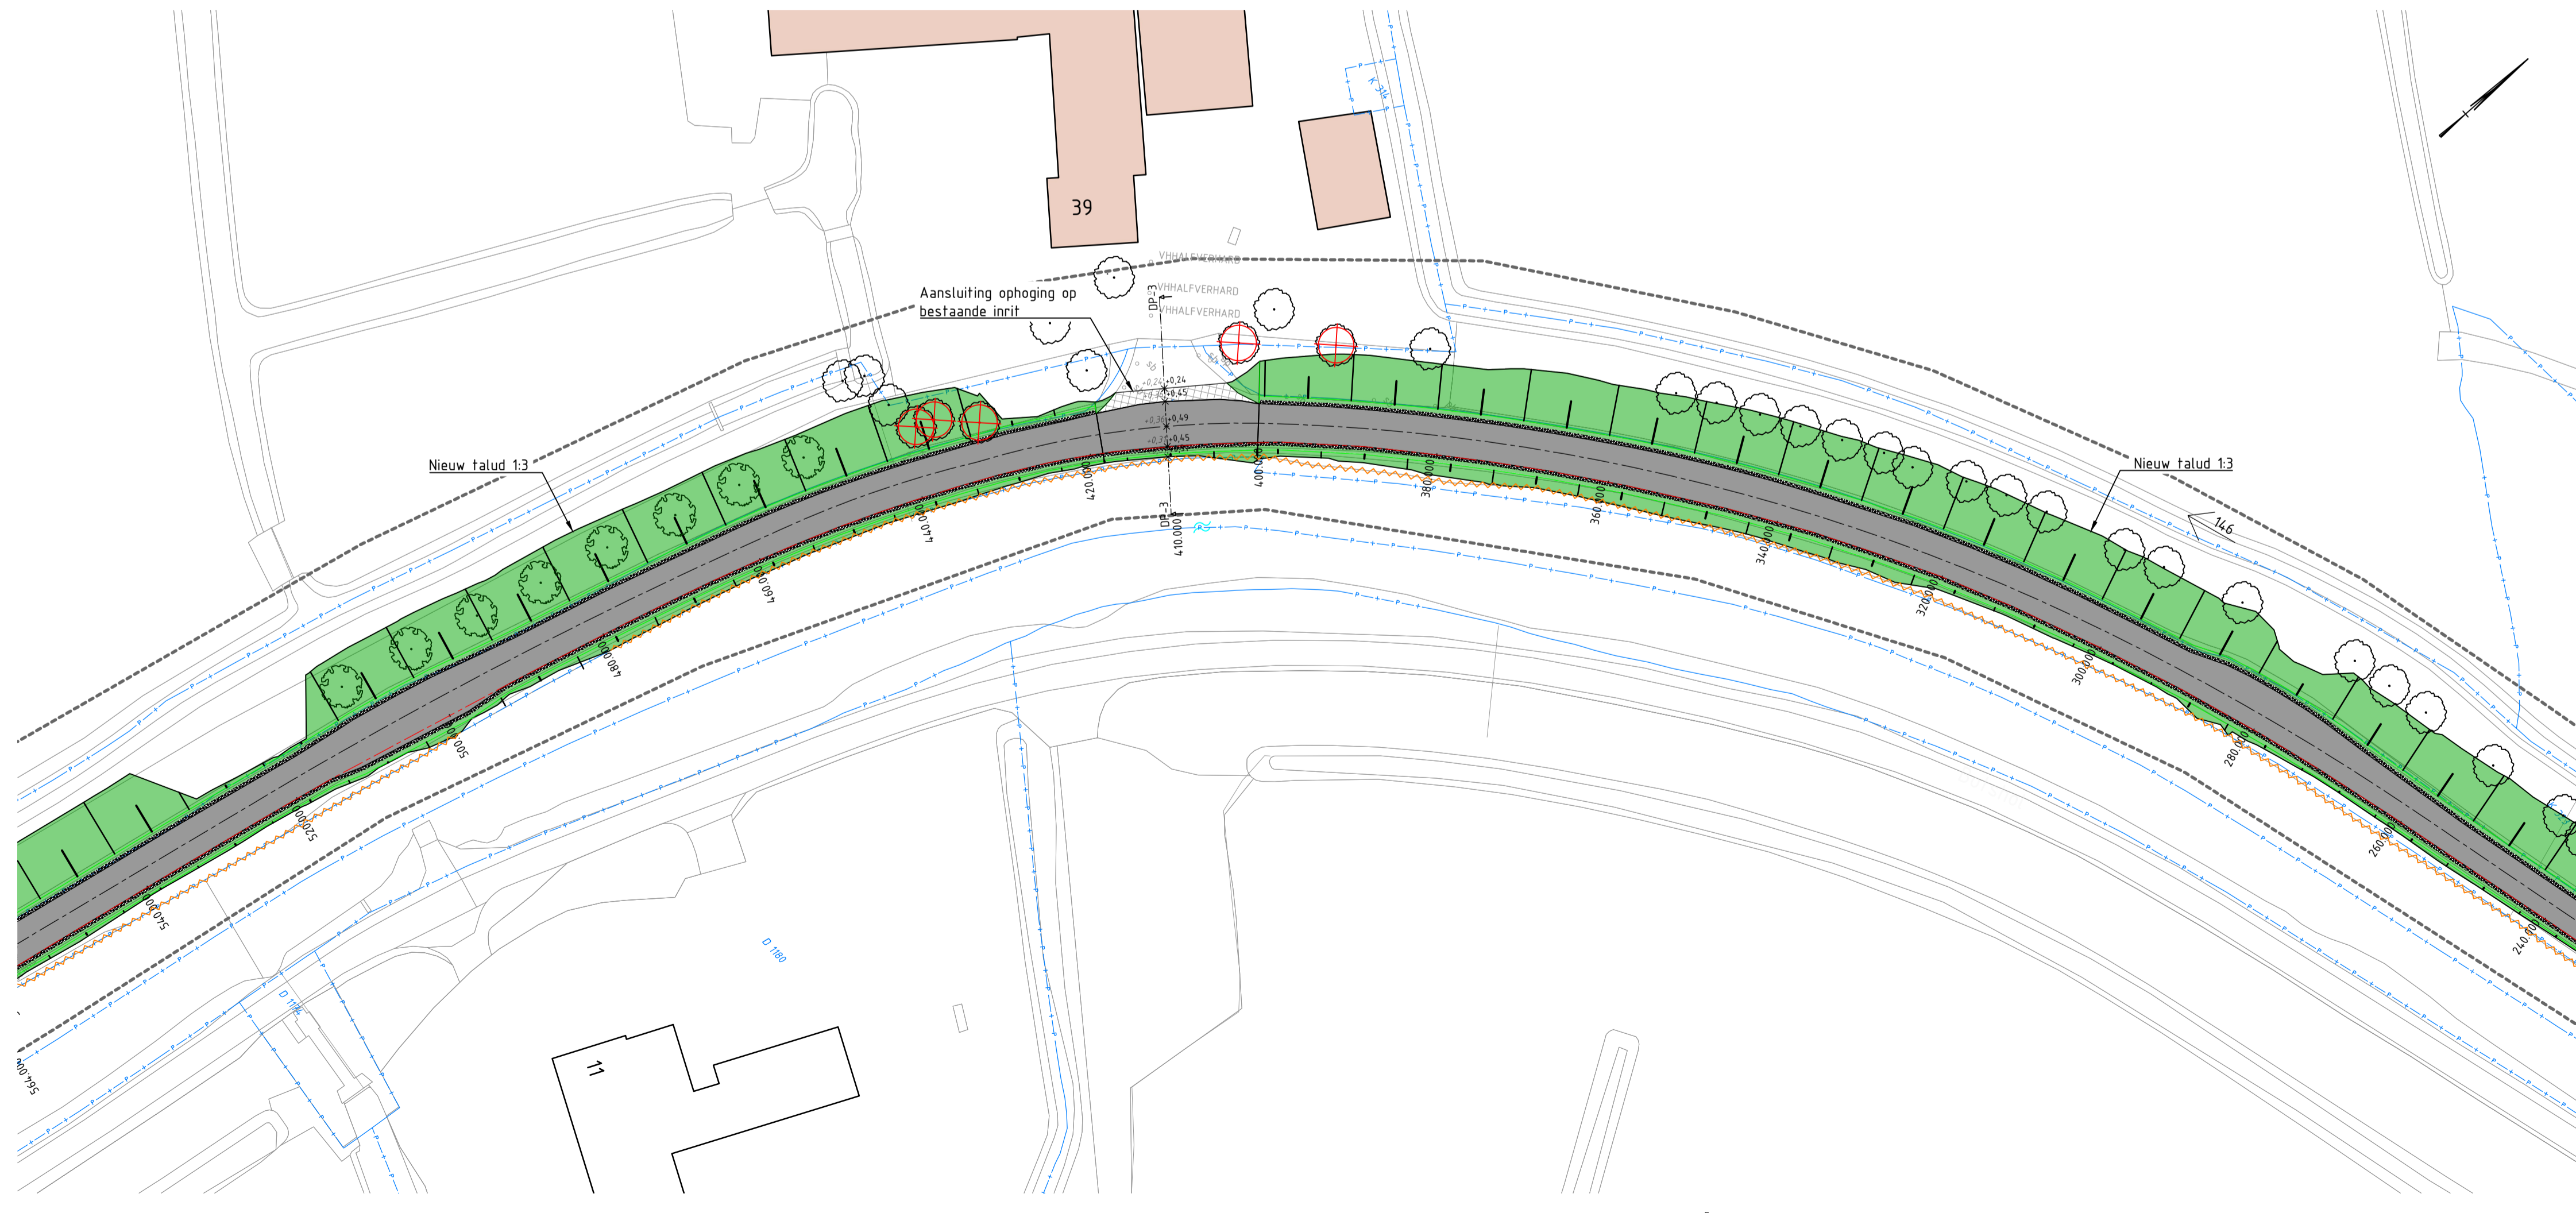 K 314
39
VHHALFVERHARD
VHHALFVERHARD
VHHALFVERHARD
Aansluiting ophoging op
bestaande inrit
DP-3
+0,24
+0,45
+0,49
+0,45
Nieuw talud 1:3
Nieuw talud 1:3
146
DP-3
410.000
400.000
420.000
380.000
360.000
340.000
320.000
300.000
280.000
260.000
240.000
440.000
460.000
480.000
500.000
520.000
540.000
564.000
D 1180
D 1174
11